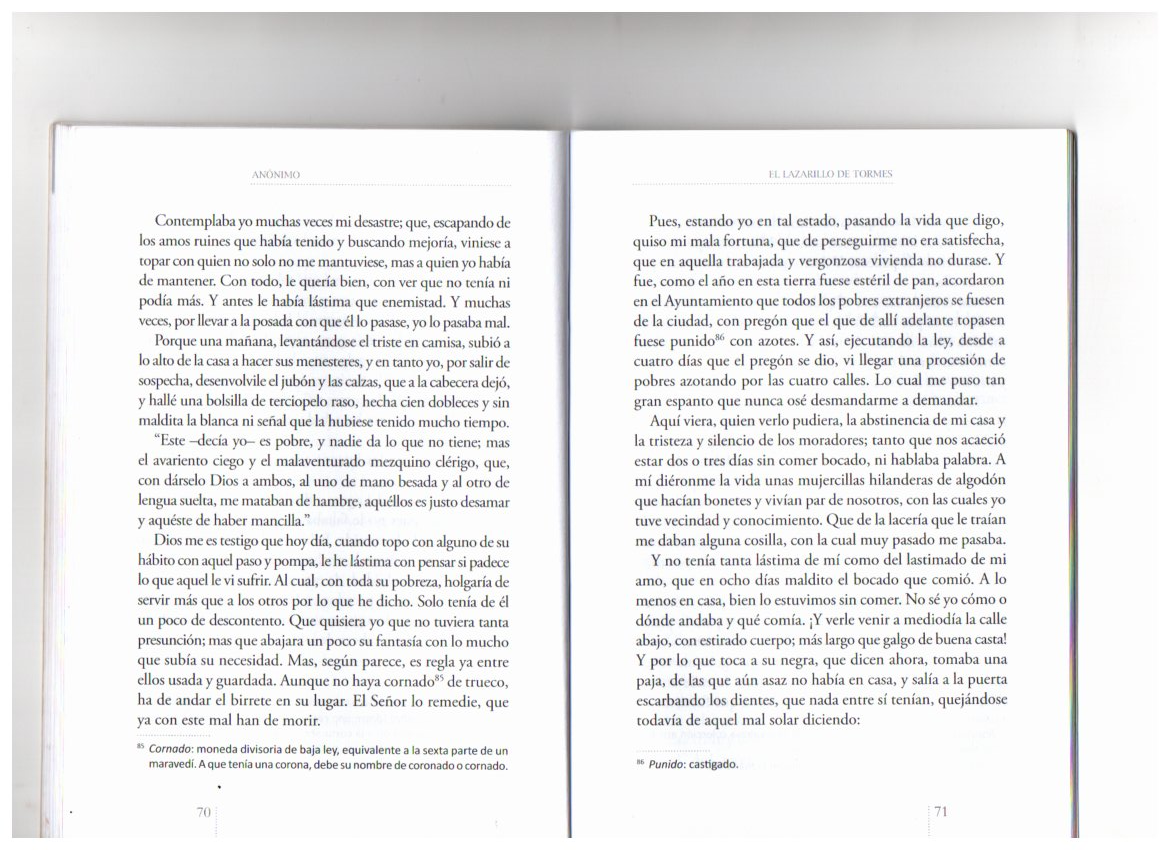 ANÓNIMO
Contemplaba yo muchas veces mi desastre; que, escapando de
los amos ruines que había tenido y buscando mejoría, viniese a
topar con quien no solo no me mantuviese, mas a quien yo había
de mantener. Con todo, le quería bien, con ver que no tenía ni
podía más. Y antes le había lástima que enemistad. Y muchas
veces, por llevar a la posada con que él lo pasase, yo lo pasaba mal.
Porque una mañana, levantándose el triste en camisa, subió a
lo alto de la casa a hacer sus menesteres, y en tanto yo, por salir de
sospecha, desenvolvile el jubón y las calzas, que a la cabecera dejó,
y hallé una bolsilla de terciopelo raso, hecha cien dobleces y sin
maldita la blanca ni señal que la hubiese tenido mucho tiempo.
“Este –decía yo– es pobre, y nadie da lo que no tiene; mas
el avariento ciego y el malaventurado mezquino clérigo, que,
con dárselo Dios a ambos, al uno de mano besada y al otro de
lengua suelta, me mataban de hambre, aquéllos es justo desamar
y aquéste de haber mancilla.”
Dios me es testigo que hoy día, cuando topo con alguno de su
hábito con aquel paso y pompa, le he lástima con pensar si padece
lo que aquel le vi sufrir. Al cual, con toda su pobreza, holgaría de
servir más que a los otros por lo que he dicho. Solo tenía de él
un poco de descontento. Que quisiera yo que no tuviera tanta
presunción; mas que abajara un poco su fantasía con lo mucho
que subía su necesidad. Mas, según parece, es regla ya entre
ellos usada y guardada. Aunque no haya cornado85 de trueco,
ha de andar el birrete en su lugar. El Señor lo remedie, que
ya con este mal han de morir.
85 Cornado: moneda divisoria de baja ley, equivalente a la sexta parte de un
maravedí. A que tenía una corona, debe su nombre de coronado o cornado.
70
EL LAZARILLO DE TORMES
Pues, estando yo en tal estado, pasando la vida que digo,
quiso mi mala fortuna, que de perseguirme no era satisfecha,
que en aquella trabajada y vergonzosa vivienda no durase. Y
fue, como el año en esta tierra fuese estéril de pan, acordaron
en el Ayuntamiento que todos los pobres extranjeros se fuesen
de la ciudad, con pregón que el que de allí adelante topasen
fuese punido86 con azotes. Y así, ejecutando la ley, desde a
cuatro días que el pregón se dio, vi llegar una procesión de
pobres azotando por las cuatro calles. Lo cual me puso tan
gran espanto que nunca osé desmandarme a demandar.
Aquí viera, quien verlo pudiera, la abstinencia de mi casa y
la tristeza y silencio de los moradores; tanto que nos acaeció
estar dos o tres días sin comer bocado, ni hablaba palabra. A
mí diéronme la vida unas mujercillas hilanderas de algodón
que hacían bonetes y vivían par de nosotros, con las cuales yo
tuve vecindad y conocimiento. Que de la lacería que le traían
me daban alguna cosilla, con la cual muy pasado me pasaba.
Y no tenía tanta lástima de mí como del lastimado de mi
amo, que en ocho días maldito el bocado que comió. A lo
menos en casa, bien lo estuvimos sin comer. No sé yo cómo o
dónde andaba y qué comía. ¡Y verle venir a mediodía la calle
abajo, con estirado cuerpo; más largo que galgo de buena casta!
Y por lo que toca a su negra, que dicen ahora, tomaba una
paja, de las que aún asaz no había en casa, y salía a la puerta
escarbando los dientes, que nada entre sí tenían, quejándose
todavía de aquel mal solar diciendo:
86 Punido: castigado.
71